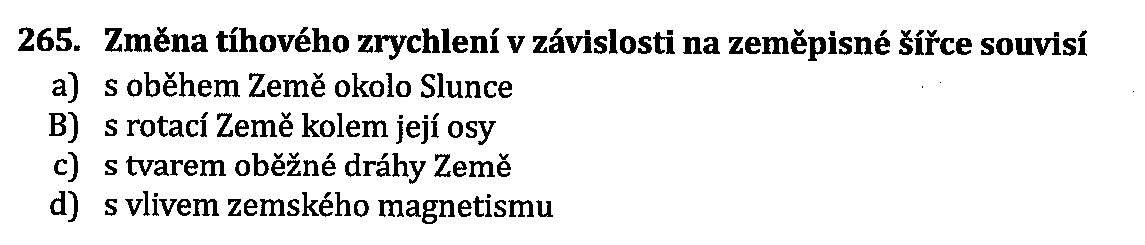 265. Změna tíhového zrychlení v závislosti na zeměpisné šířce souvisí
a) s oběhem Země okolo Slunce
B) s rotací Země kolem její osy
c) s tvarem oběžné dráhy Země
d) s vlivem zemského magnetismu